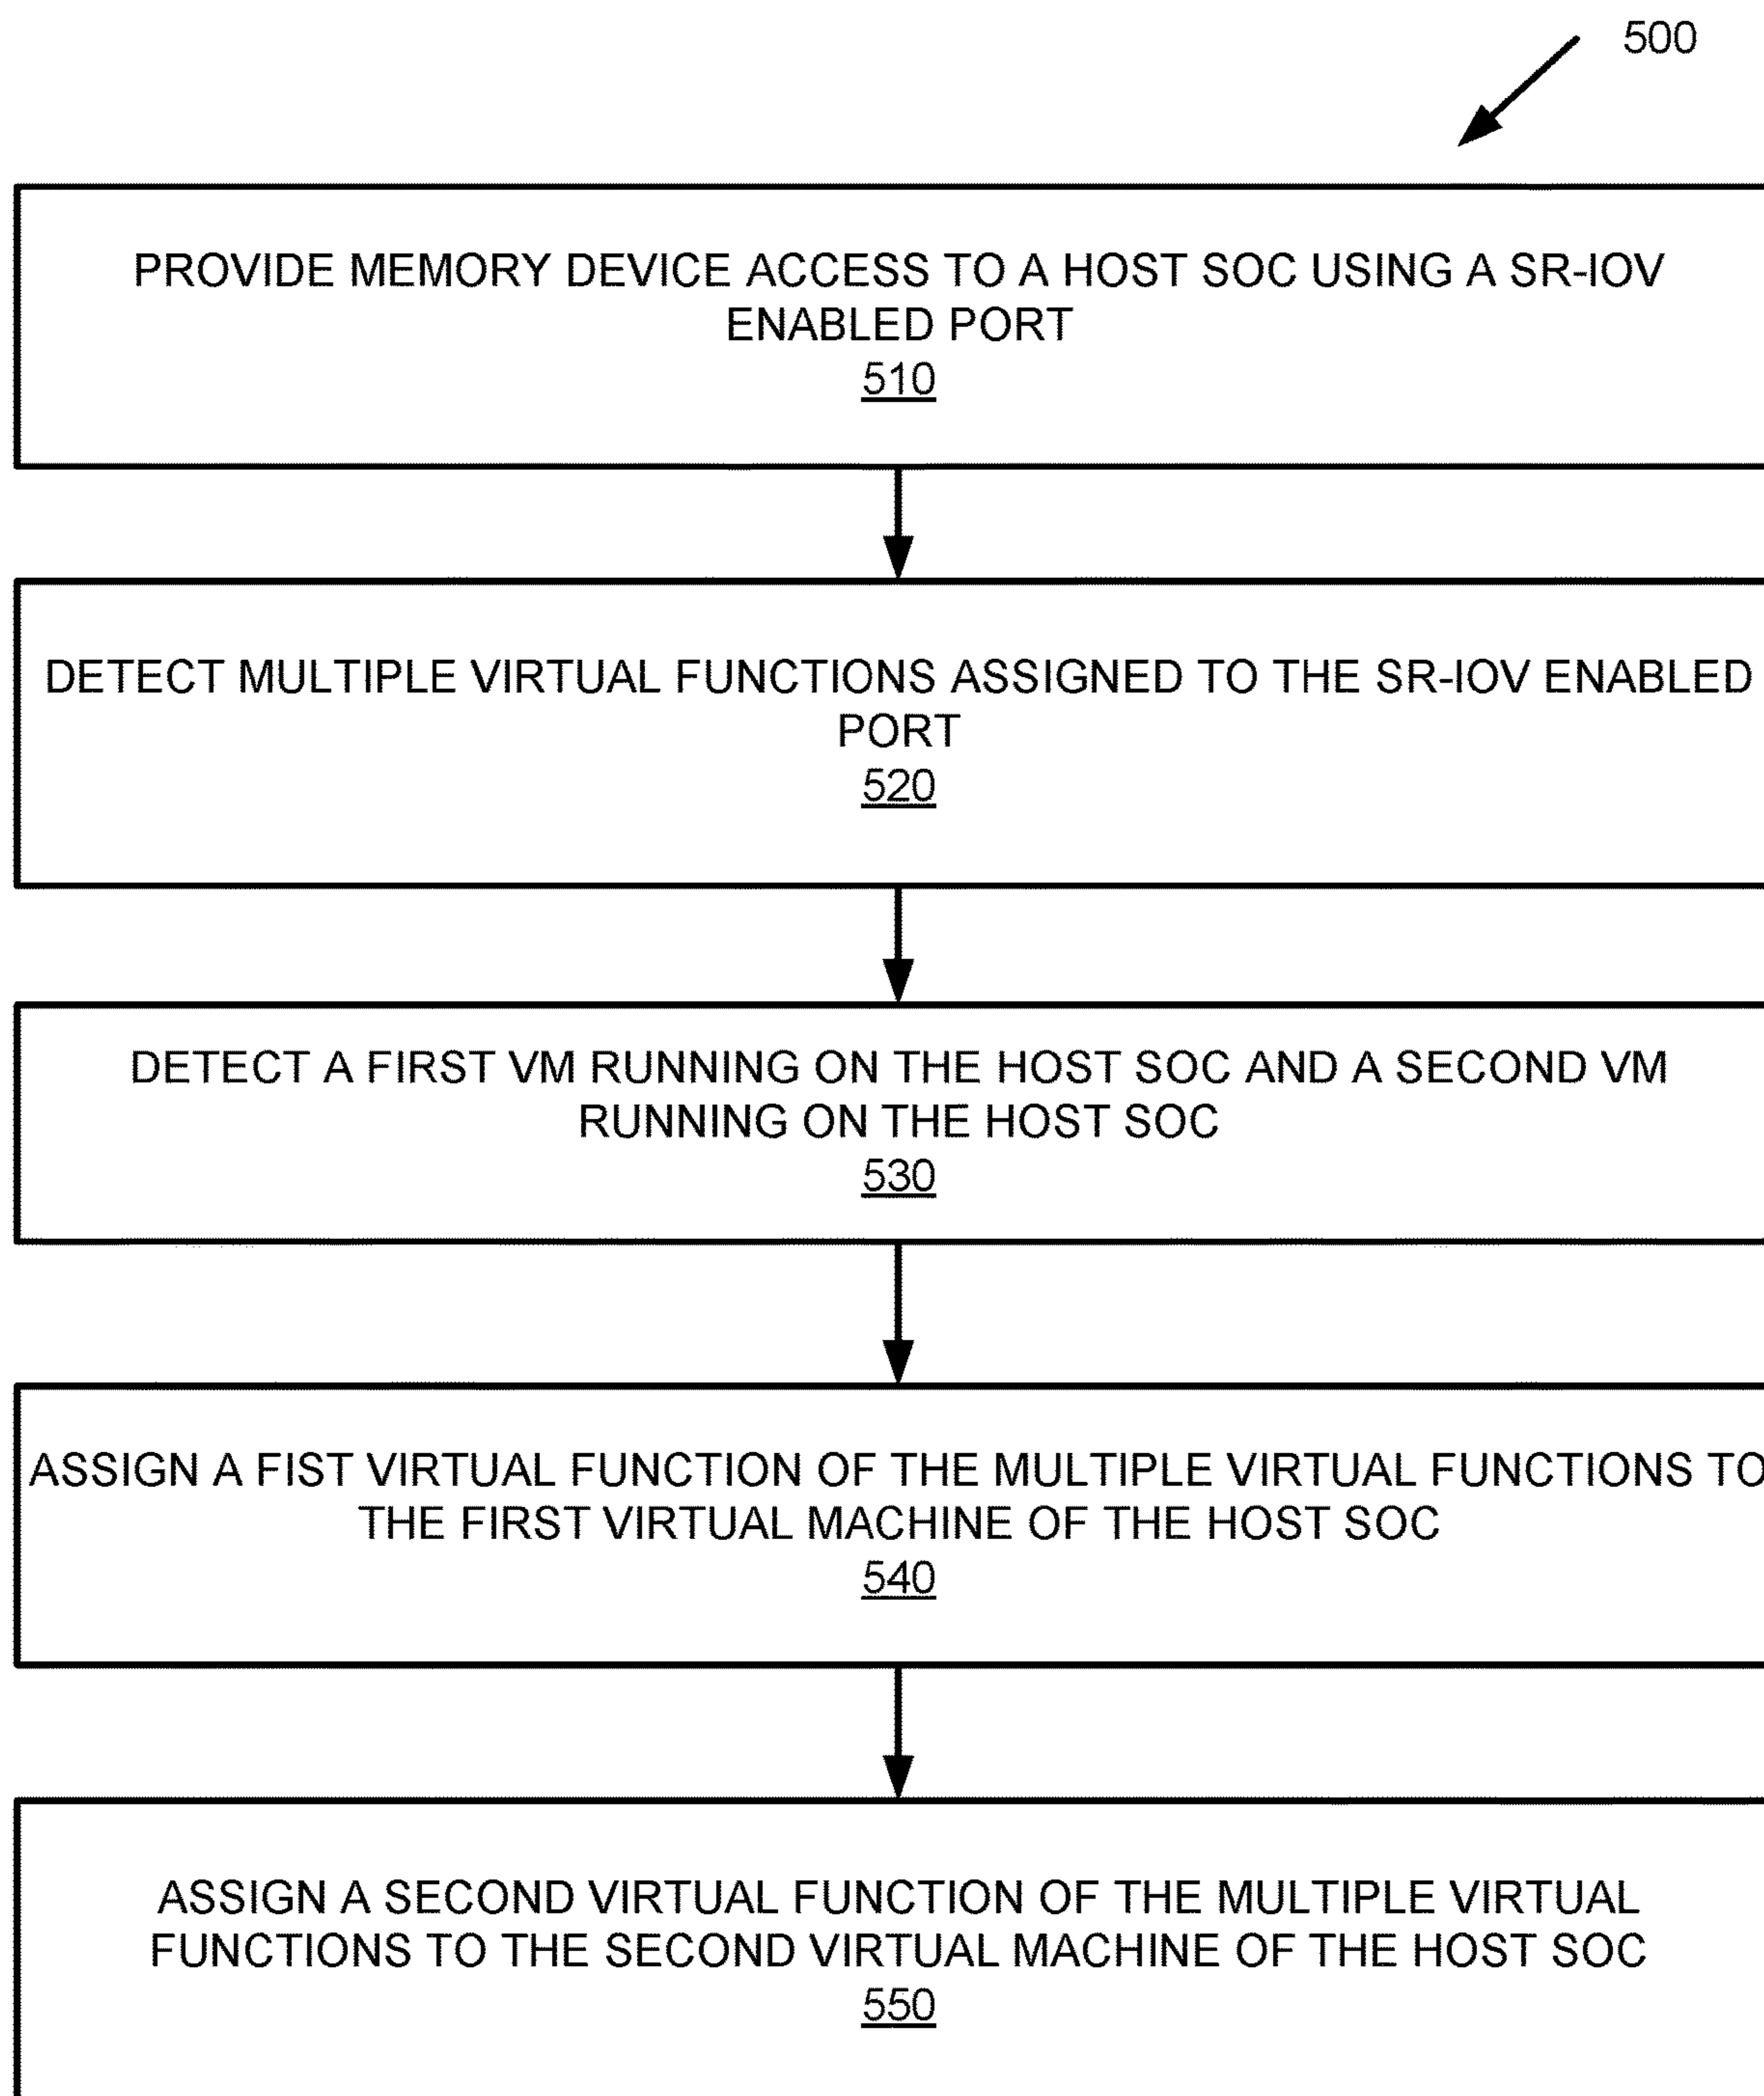 500
PROVIDE MEMORY DEVICE ACCESS TO A HOST SOC USING A SR-IOV
ENABLED PORT
510
DETECT MULTIPLE VIRTUAL FUNCTIONS ASSIGNED TO THE SR-IOV ENABLED
PORT
520
DETECT A FIRST VM RUNNING ON THE HOST SOC AND A SECOND VM
RUNNING ON THE HOST SOC
530
ASSIGN A FIST VIRTUAL FUNCTION OF THE MULTIPLE VIRTUAL FUNCTIONS TO
THE FIRST VIRTUAL MACHINE OF THE HOST SOC
540
ASSIGN A SECOND VIRTUAL FUNCTION OF THE MULTIPLE VIRTUAL
FUNCTIONS TO THE SECOND VIRTUAL MACHINE OF THE HOST SOC
550